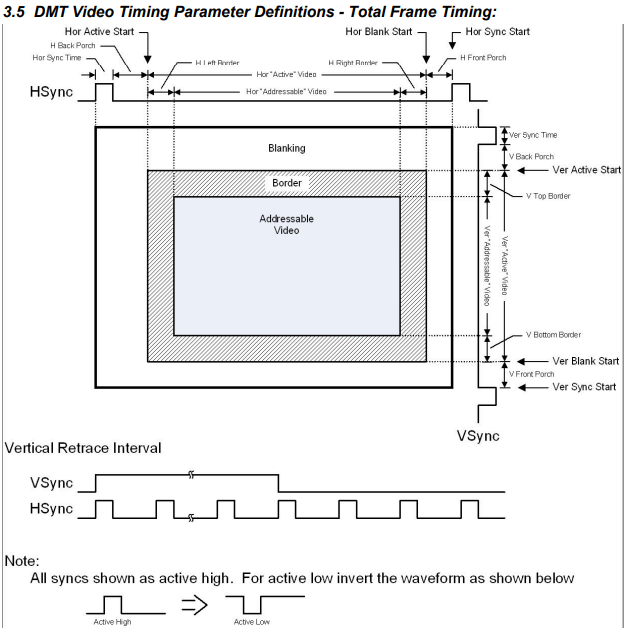 3.5 DMT Video Timing Parameter Definitions - Total Frame Timing:
Hor Active Start
Hor Blank Start
Hor Sync Start
H Back Porch
Hor Sync Time
H Left Border
H Right Border
H Front Porch
Hor "Active" Video
HSync
Hor "Addressable" Video
Ver Sync Time
Blanking
V Back Porch
Ver Active Start
Border
V Top Border
Addressable
Video
Ver "Addressable" Video
Ver "Active" Video
V Bottom Border
Ver Blank Start
V Front Porch
Ver Sync Start
VSync
Vertical Retrace Interval
VSync
HSync
Note:
All syncs shown as active high. For active low invert the waveform as shown below
Active High
Active Low